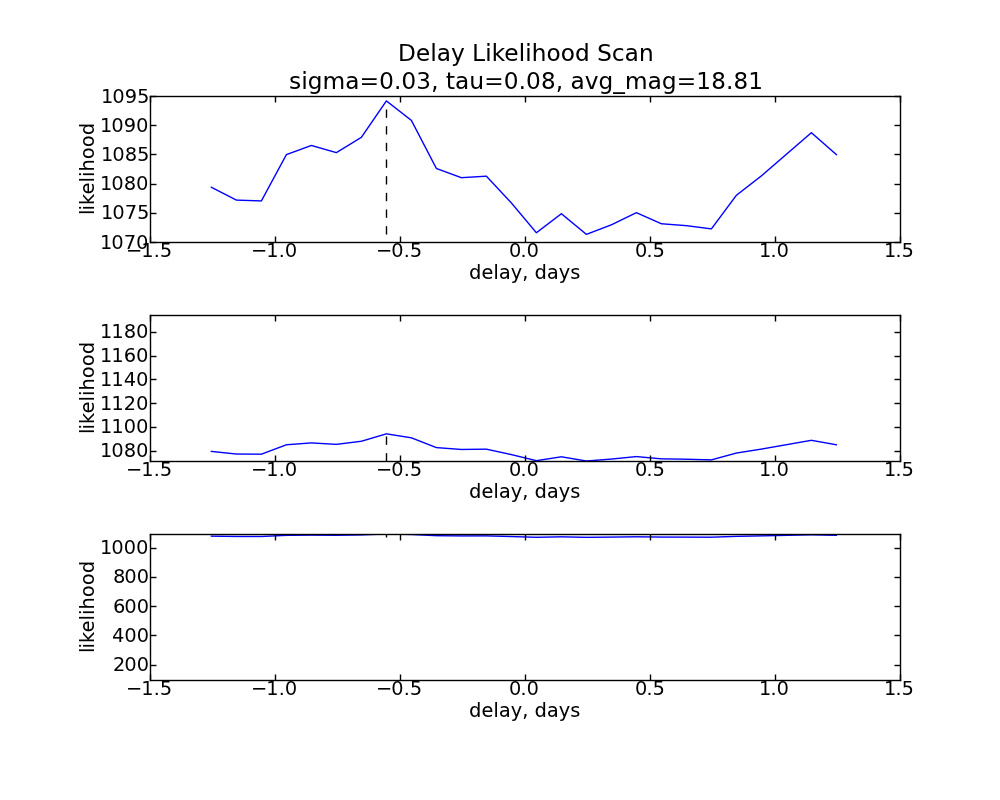 Delay Likelihood Scan
sigma=0.03, tau=0.08, avg_mag=18.81
1095
1090
1085
1080
1075
1070
likelihood
−1.5 −1.0 −0.5 0.0 0.5 1.0 1.5
delay, days
1180
1160
1140
1120
1100
1080
likelihood
−1.5 −1.0 −0.5 0.0 0.5 1.0 1.5
delay, days
1000
800
600
400
200
likelihood
−1.5 −1.0 −0.5 0.0 0.5 1.0 1.5
delay, days